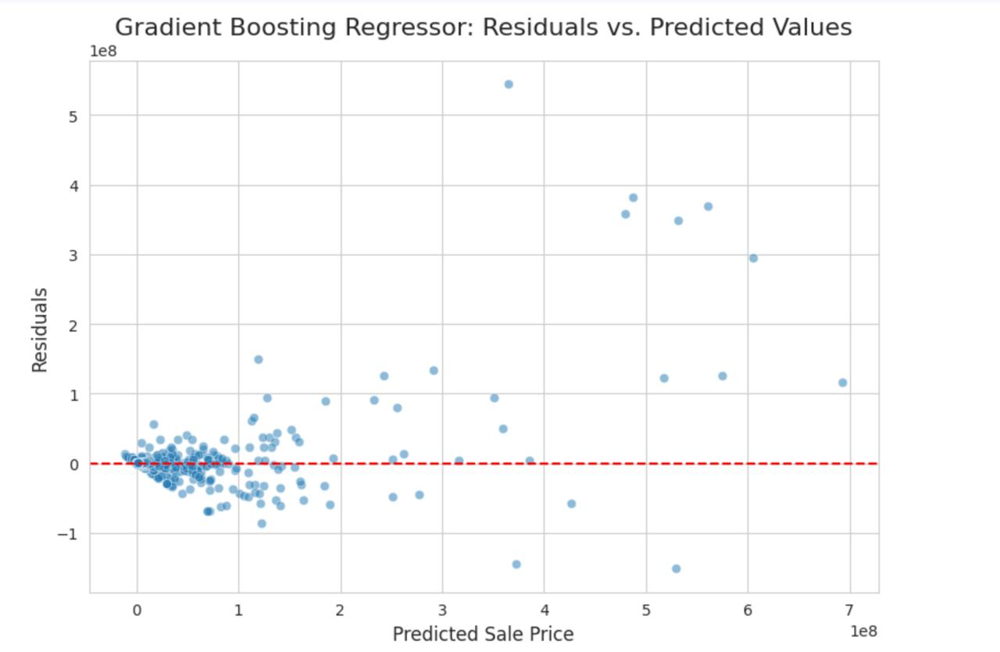 Gradient Boosting Regressor: Residuals vs. Predicted Values
1e8
5
4
3
2
1
0
−1
Residuals
0 1 2 3 4 5 6 7
1e8
Predicted Sale Price